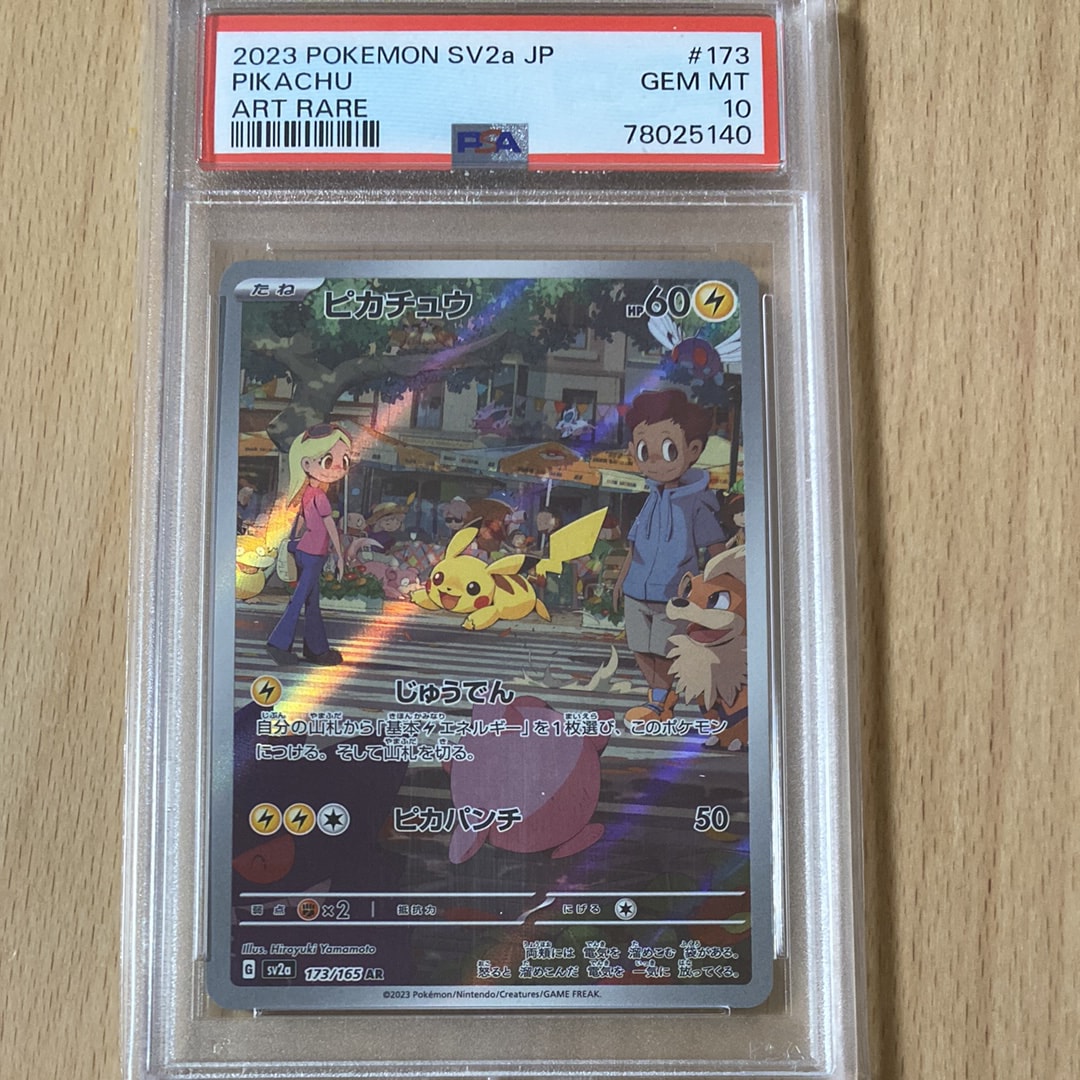 2023 POKEMON SV2a JP #173
PIKACHU GEM MT
ART RARE 10
78025140
PSA
たね ピカチュウ HP60
じゅうでん
自分の山札から「基本エネルギー」を1枚選び、このポケモン
につける。そして山札を切る。
ピカパンチ 50
弱点 ×2 抵抗力 にげる
Illus. Hiroyuki Yamamoto
両頬には 電気を 溜めこむ 袋がある。
怒ると 溜めこんだ 電気を 一気に 放ってくる。
G sv2a 173/165 AR
©2023 Pokémon/Nintendo/Creatures/GAME FREAK.